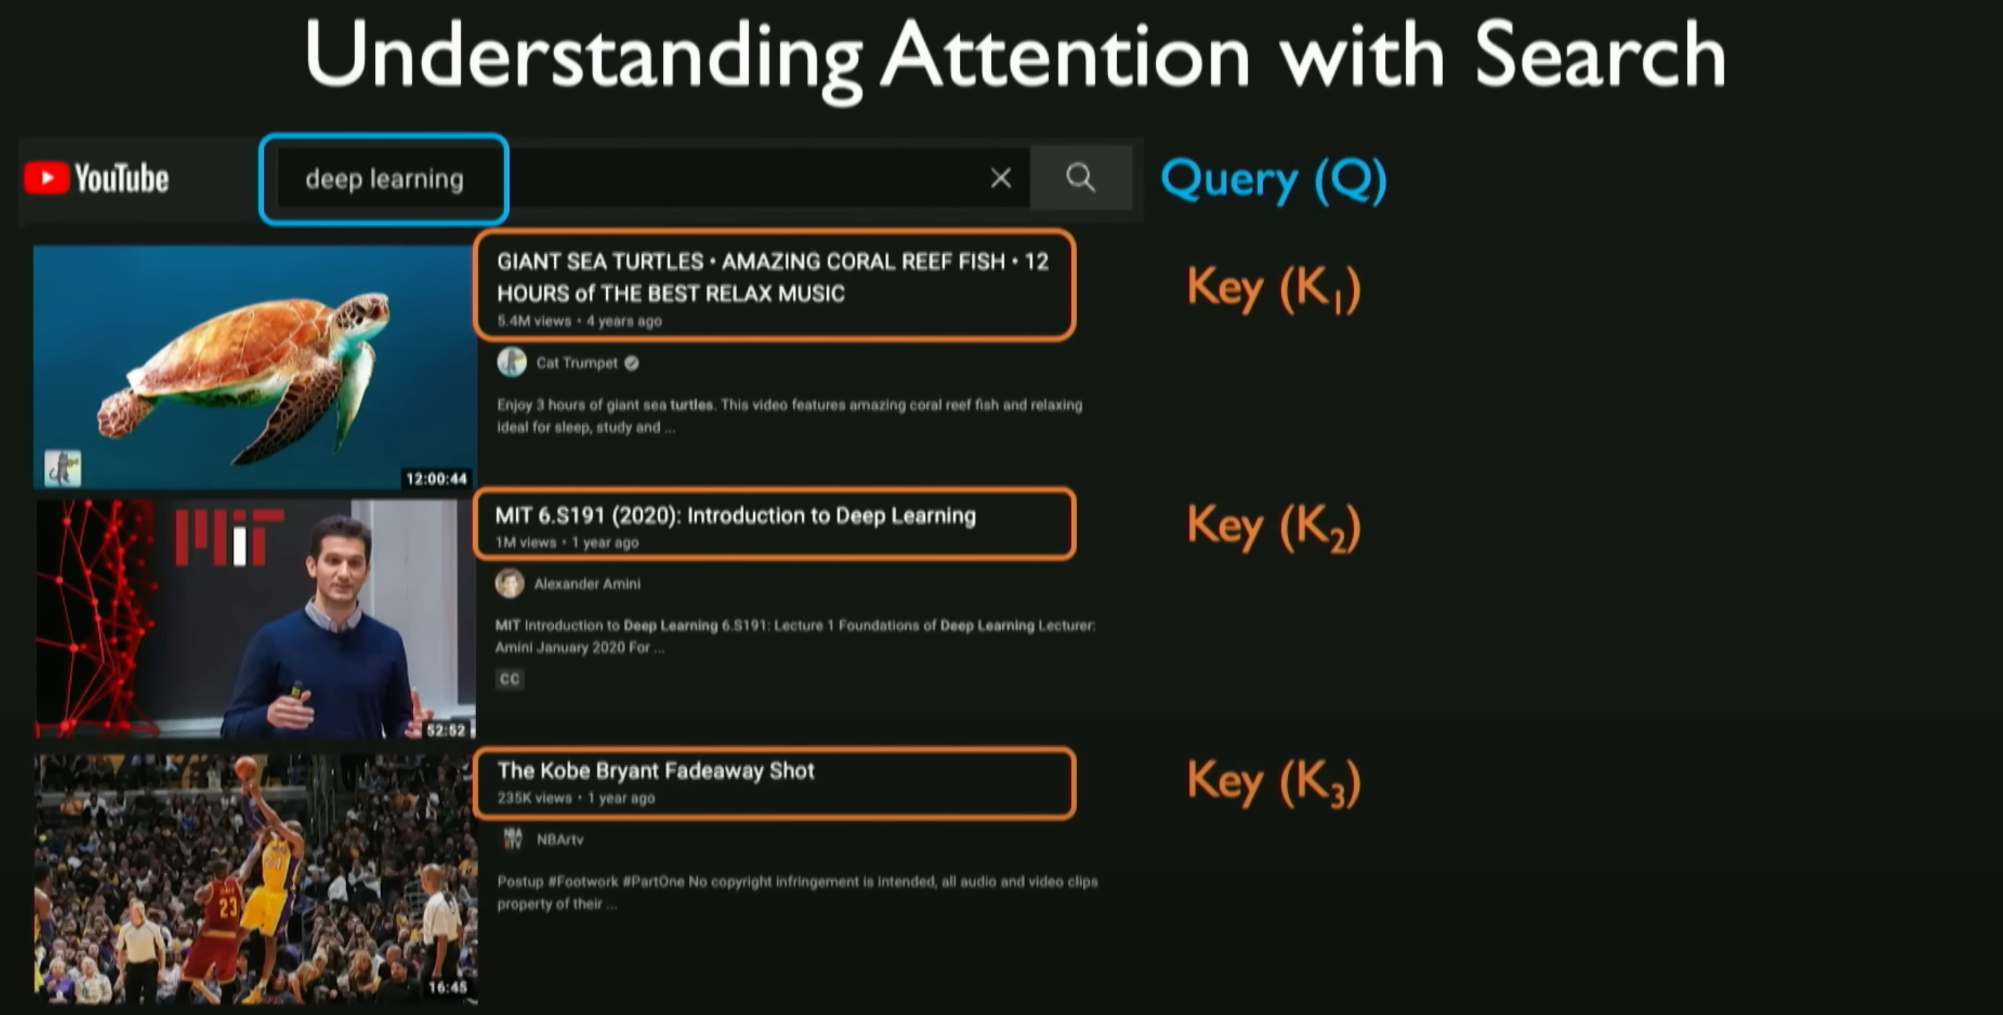 Understanding Attention with Search
YouTube
deep learning
Query (Q)
GIANT SEA TURTLES • AMAZING CORAL REEF FISH • 12
HOURS of THE BEST RELAX MUSIC
5.4M views • 4 years ago
Key (K₁)
Cat Trumpet
Enjoy 3 hours of giant sea turtles. This video features amazing coral reef fish and relaxing
ideal for sleep, study and ...
12:00:44
MIT
MIT 6.S191 (2020): Introduction to Deep Learning
1M views • 1 year ago
Key (K₂)
Alexander Amini
MIT Introduction to Deep Learning 6.S191: Lecture 1 Foundations of Deep Learning Lecturer:
Amini January 2020 For ...
CC
52:52
The Kobe Bryant Fadeaway Shot
235K views • 1 year ago
Key (K₃)
NBArtv
Postup #Footwork #PartOne No copyright infringement is intended, all audio and video clips
property of their ...
23
24
16:45